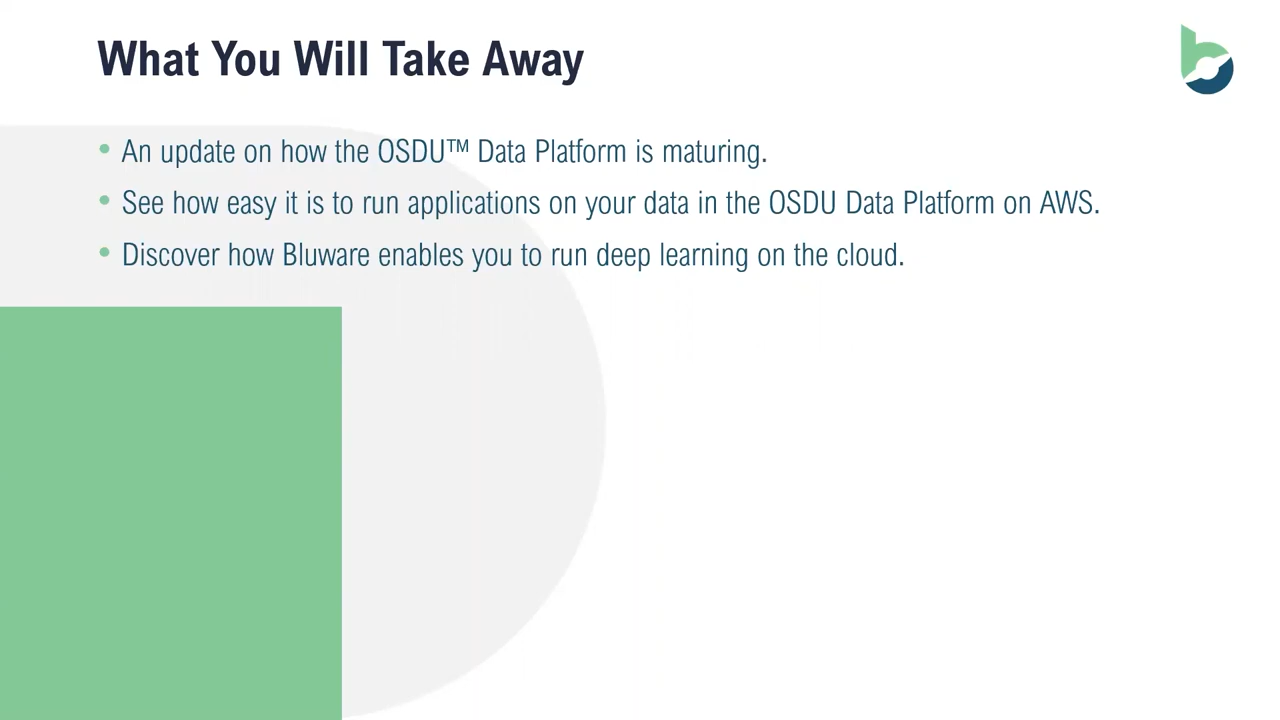 What You Will Take Away
• An update on how the OSDU™ Data Platform is maturing.
• See how easy it is to run applications on your data in the OSDU Data Platform on AWS.
• Discover how Bluware enables you to run deep learning on the cloud.